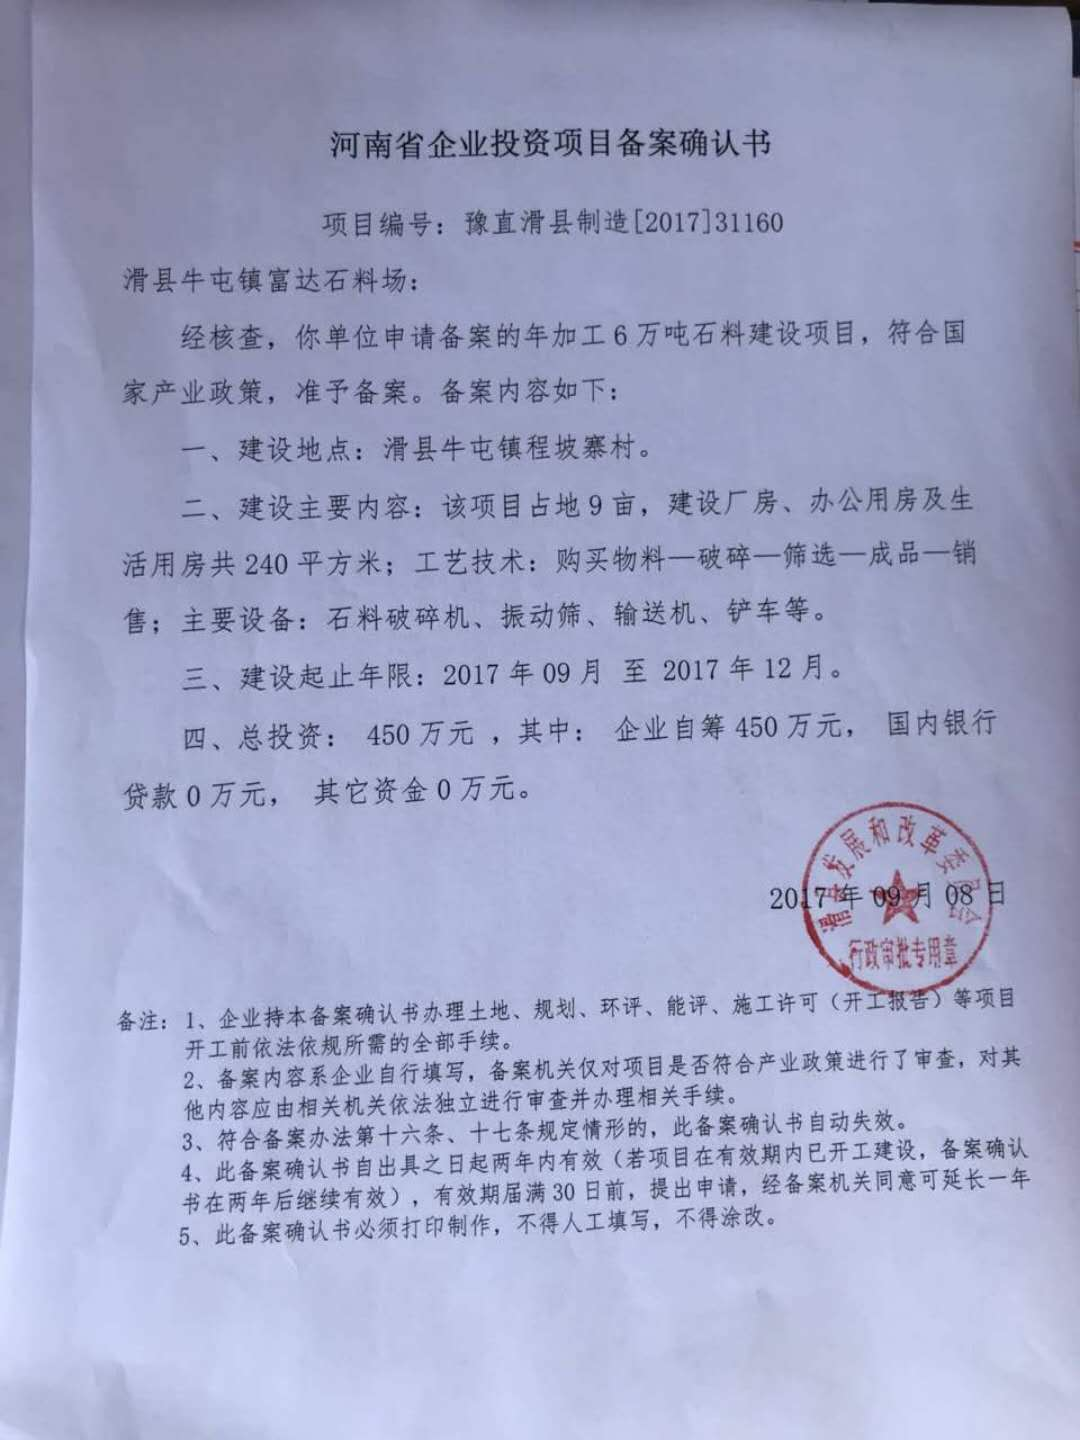 河南省企业投资项目备案确认书
项目编号：豫直滑县制造[2017]31160
滑县牛屯镇富达石料场：
经核查，你单位申请备案的年加工6万吨石料建设项目，符合国
家产业政策，准予备案。备案内容如下：
一、建设地点：滑县牛屯镇程坡寨村。
二、建设主要内容：该项目占地9亩，建设厂房、办公用房及生
活用房共240平方米；工艺技术：购买物料—破碎—筛选—成品—销
售；主要设备：石料破碎机、振动筛、输送机、铲车等。
三、建设起止年限：2017年09月 至 2017年12月。
四、总投资： 450万元 ，其中： 企业自筹450万元， 国内银行
贷款0万元， 其它资金0万元。
滑县发展和改革委员会
2017年09月08日
行政审批专用章
备注：1、企业持本备案确认书办理土地、规划、环评、能评、施工许可（开工报告）等项目
开工前依法依规所需的全部手续。
2、备案内容系企业自行填写，备案机关仅对项目是否符合产业政策进行了审查，对其
他内容应由相关机关依法独立进行审查并办理相关手续。
3、符合备案办法第十六条、十七条规定情形的，此备案确认书自动失效。
4、此备案确认书自出具之日起两年内有效（若项目在有效期内已开工建设，备案确认
书在两年后继续有效），有效期届满30日前，提出申请，经备案机关同意可延长一年
5、此备案确认书必须打印制作，不得人工填写，不得涂改。